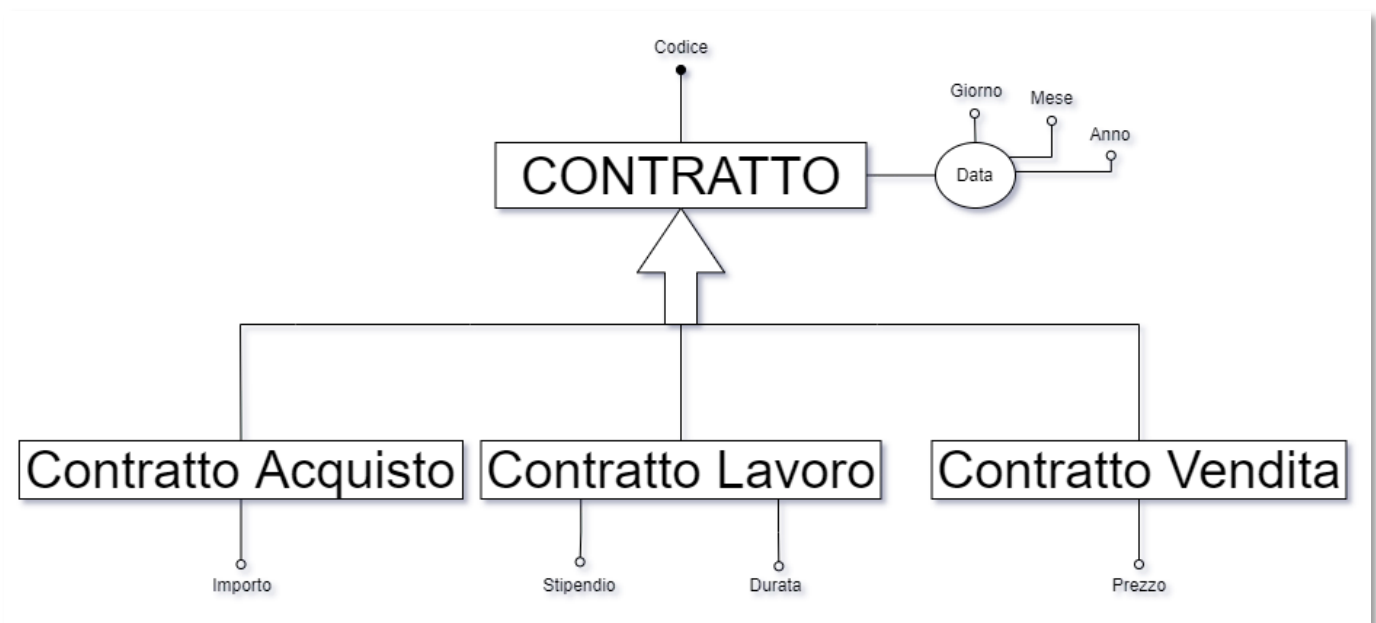 Codice
Giorno
Mese
Anno
CONTRATTO
Data
Contratto Acquisto
Contratto Lavoro
Contratto Vendita
Importo
Stipendio
Durata
Prezzo